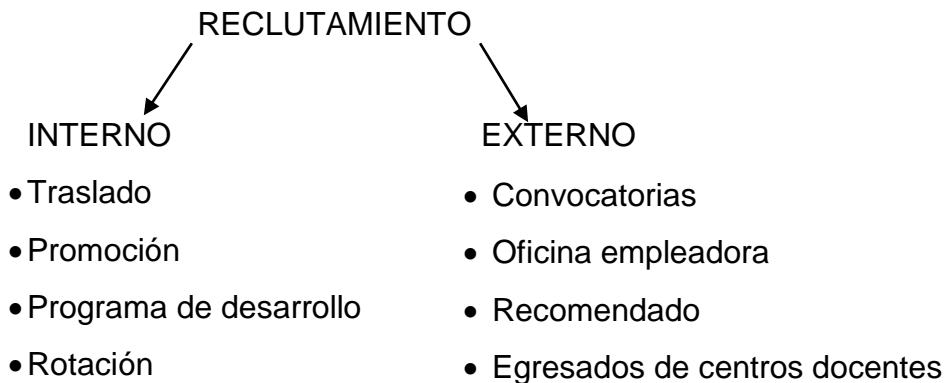 RECLUTAMIENTO
INTERNO
• Traslado
• Promoción
• Programa de desarrollo
• Rotación
EXTERNO
• Convocatorias
• Oficina empleadora
• Recomendado
• Egresados de centros docentes